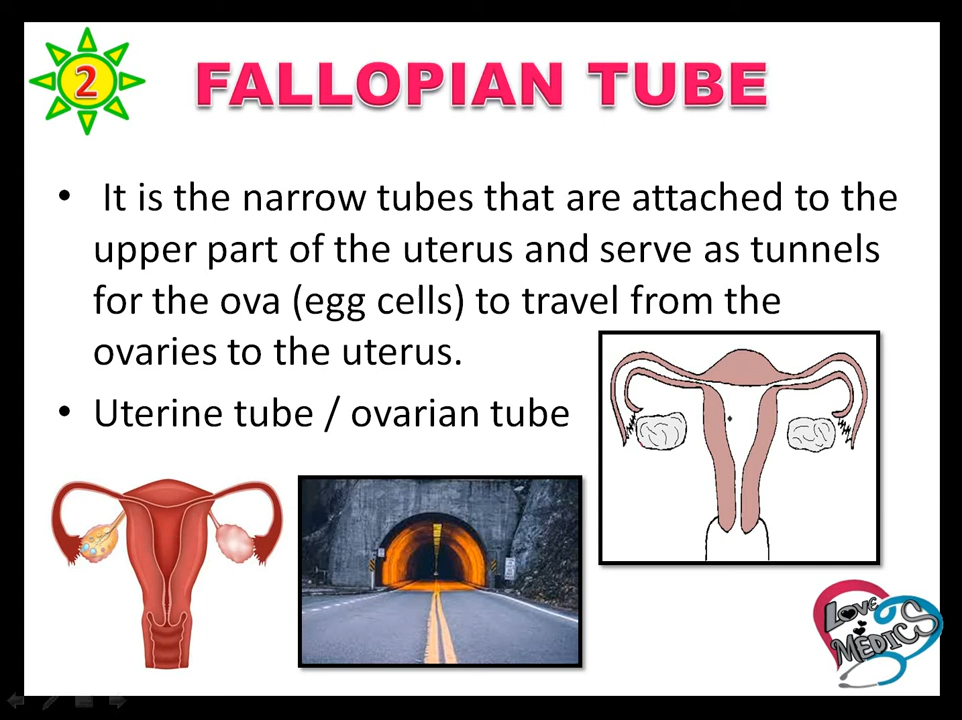 2
FALLOPIAN TUBE
• It is the narrow tubes that are attached to the
upper part of the uterus and serve as tunnels
for the ova (egg cells) to travel from the
ovaries to the uterus.
• Uterine tube / ovarian tube
LOVE
MEDICS